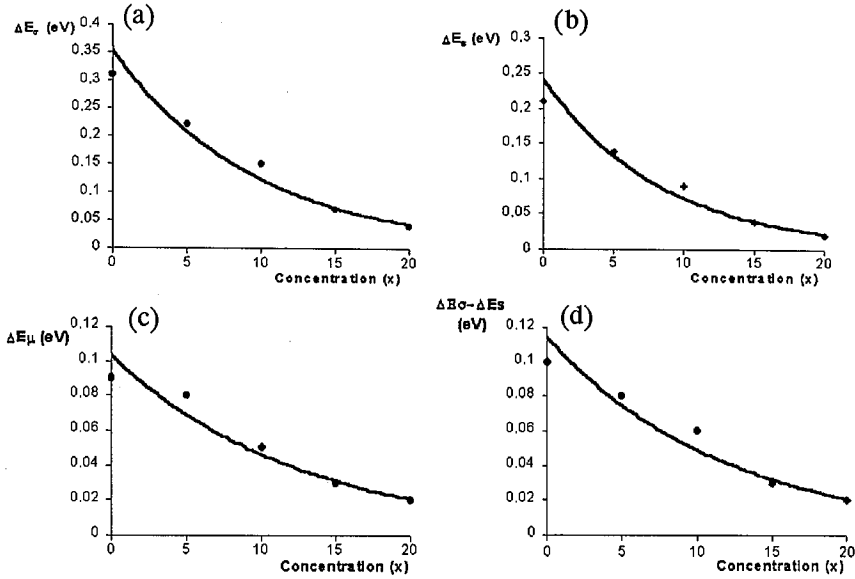 (a)
ΔEσ (eV)
0,4
0,35
0,3
0,25
0,2
0,15
0,1
0,05
0
0 5 10 15 20
Concentration (x)
(b)
ΔEs (eV)
0,3
0,25
0,2
0,15
0,1
0,05
0
0 5 10 15 20
Concentration (x)
(c)
ΔEμ (eV)
0.12
0.1
0.08
0.06
0.04
0.02
0
0 5 10 15 20
Concentration (x)
(d)
ΔEσ-ΔEs
(eV)
0.12
0.1
0.08
0.06
0.04
0.02
0
0 5 10 15 20
Concentration (x)